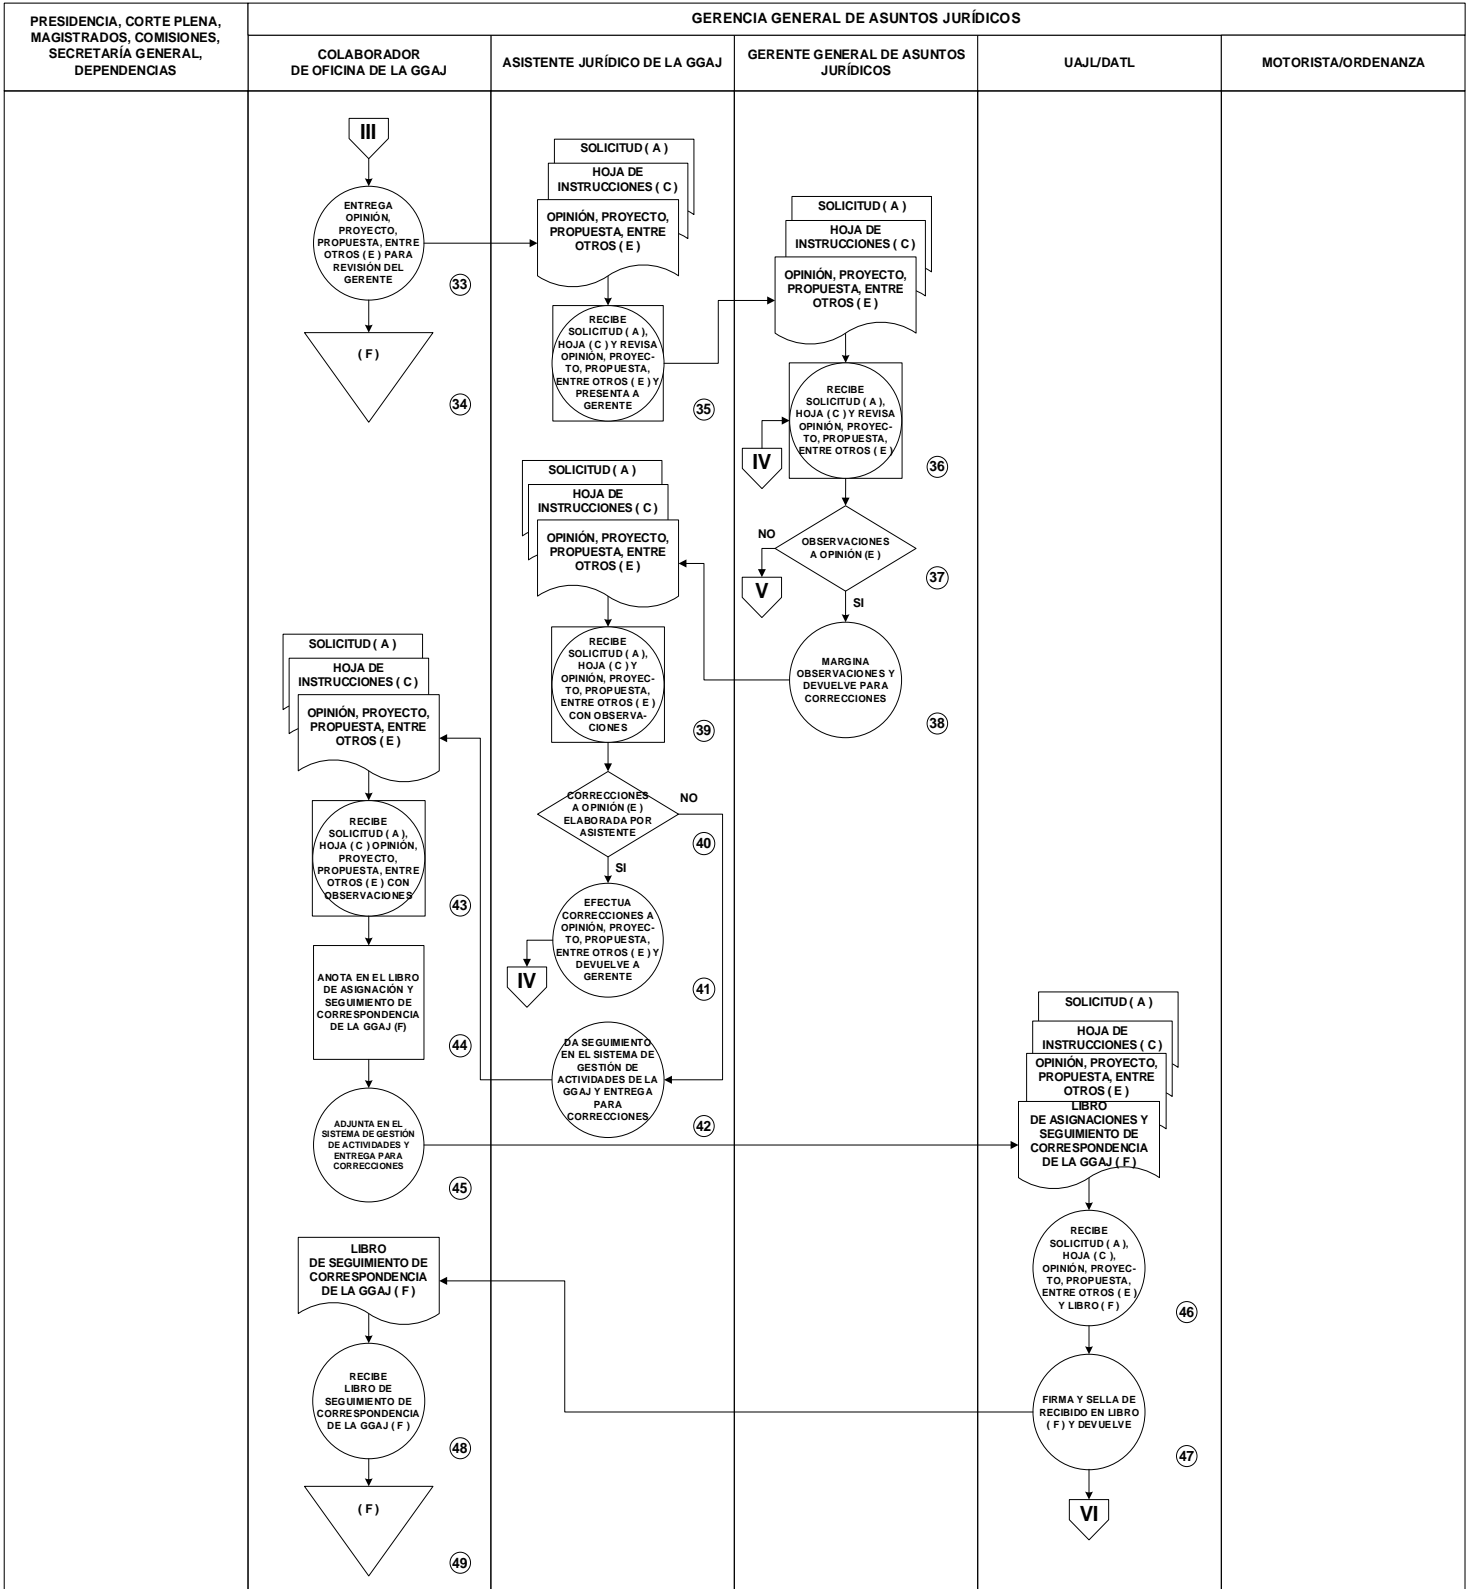 PRESIDENCIA, CORTE PLENA,
MAGISTRADOS, COMISIONES,
SECRETARÍA GENERAL,
DEPENDENCIAS
GERENCIA GENERAL DE ASUNTOS JURÍDICOS
COLABORADOR
DE OFICINA DE LA GGAJ
ASISTENTE JURÍDICO DE LA GGAJ
GERENTE GENERAL DE ASUNTOS
JURÍDICOS
UAJL/DATL
MOTORISTA/ORDENANZA
III
ENTREGA
OPINIÓN,
PROYECTO,
PROPUESTA, ENTRE
OTROS ( E ) PARA
REVISIÓN DEL
GERENTE
33
( F )
34
SOLICITUD ( A )
HOJA DE
INSTRUCCIONES ( C )
OPINIÓN, PROYECTO,
PROPUESTA, ENTRE
OTROS ( E )
RECIBE
SOLICITUD ( A ),
HOJA ( C ) Y REVISA
OPINIÓN, PROYEC-
TO, PROPUESTA,
ENTRE OTROS ( E ) Y
PRESENTA A
GERENTE
35
SOLICITUD ( A )
HOJA DE
INSTRUCCIONES ( C )
OPINIÓN, PROYECTO,
PROPUESTA, ENTRE
OTROS ( E )
RECIBE
SOLICITUD ( A ),
HOJA ( C ) Y REVISA
OPINIÓN, PROYEC-
TO, PROPUESTA,
ENTRE OTROS ( E )
IV
36
NO
OBSERVACIONES
A OPINIÓN (E )
V
37
SI
MARGINA
OBSERVACIONES Y
DEVUELVE PARA
CORRECCIONES
38
SOLICITUD ( A )
HOJA DE
INSTRUCCIONES ( C )
OPINIÓN, PROYECTO,
PROPUESTA, ENTRE
OTROS ( E )
RECIBE
SOLICITUD ( A ),
HOJA ( C ) Y
OPINIÓN, PROYEC-
TO, PROPUESTA,
ENTRE OTROS ( E )
CON OBSERVA-
CIONES
39
CORRECCIONES
A OPINIÓN (E )
ELABORADA POR
ASISTENTE
NO
40
SI
EFECTUA
CORRECCIONES A
OPINIÓN, PROYEC-
TO, PROPUESTA,
ENTRE OTROS ( E ) Y
DEVUELVE A
GERENTE
IV
41
DA SEGUIMIENTO
EN EL SISTEMA DE
GESTIÓN DE
ACTIVIDADES DE LA
GGAJ Y ENTREGA
PARA
CORRECCIONES
42
SOLICITUD ( A )
HOJA DE
INSTRUCCIONES ( C )
OPINIÓN, PROYECTO,
PROPUESTA, ENTRE
OTROS ( E )
RECIBE
SOLICITUD ( A ),
HOJA ( C ) OPINIÓN,
PROYECTO,
PROPUESTA, ENTRE
OTROS ( E ) CON
OBSERVACIONES
43
ANOTA EN EL LIBRO
DE ASIGNACIÓN Y
SEGUIMIENTO DE
CORRESPONDENCIA
DE LA GGAJ (F)
44
ADJUNTA EN EL
SISTEMA DE GESTIÓN
DE ACTIVIDADES Y
ENTREGA PARA
CORRECCIONES
45
SOLICITUD ( A )
HOJA DE
INSTRUCCIONES ( C )
OPINIÓN, PROYECTO,
PROPUESTA, ENTRE
OTROS ( E )
LIBRO
DE ASIGNACIONES Y
SEGUIMIENTO DE
CORRESPONDENCIA
DE LA GGAJ ( F )
RECIBE
SOLICITUD ( A ),
HOJA ( C ),
OPINIÓN, PROYEC-
TO, PROPUESTA,
ENTRE OTROS ( E )
Y LIBRO ( F )
46
FIRMA Y SELLA DE
RECIBIDO EN LIBRO
( F ) Y DEVUELVE
47
VI
LIBRO
DE SEGUIMIENTO DE
CORRESPONDENCIA
DE LA GGAJ ( F )
RECIBE
LIBRO DE
SEGUIMIENTO DE
CORRESPONDENCIA
DE LA GGAJ ( F )
48
( F )
49